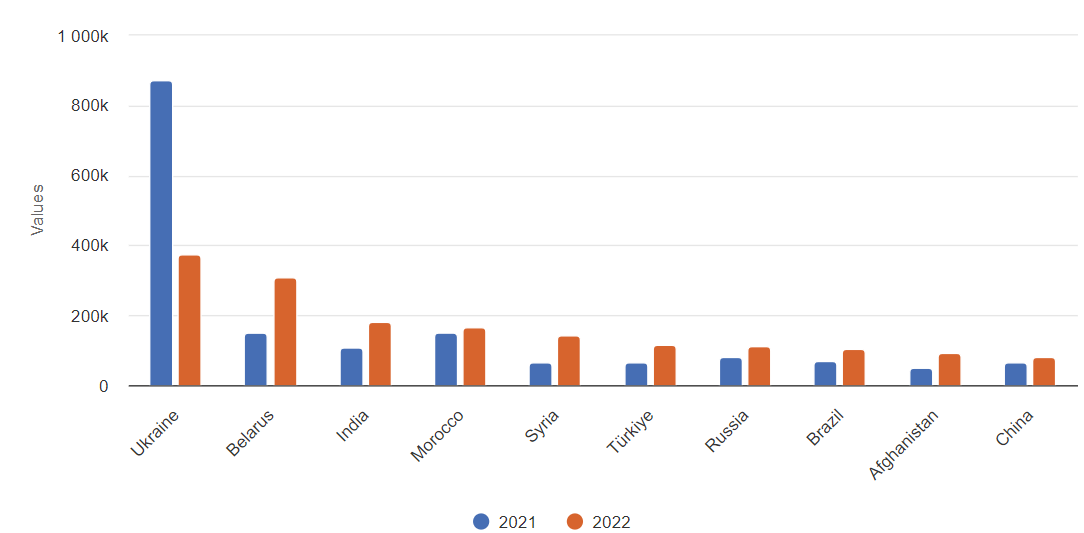 1 000k
800k
600k
400k
200k
0
Values
Ukraine
Belarus
India
Morocco
Syria
Türkiye
Russia
Brazil
Afghanistan
China
2021
2022